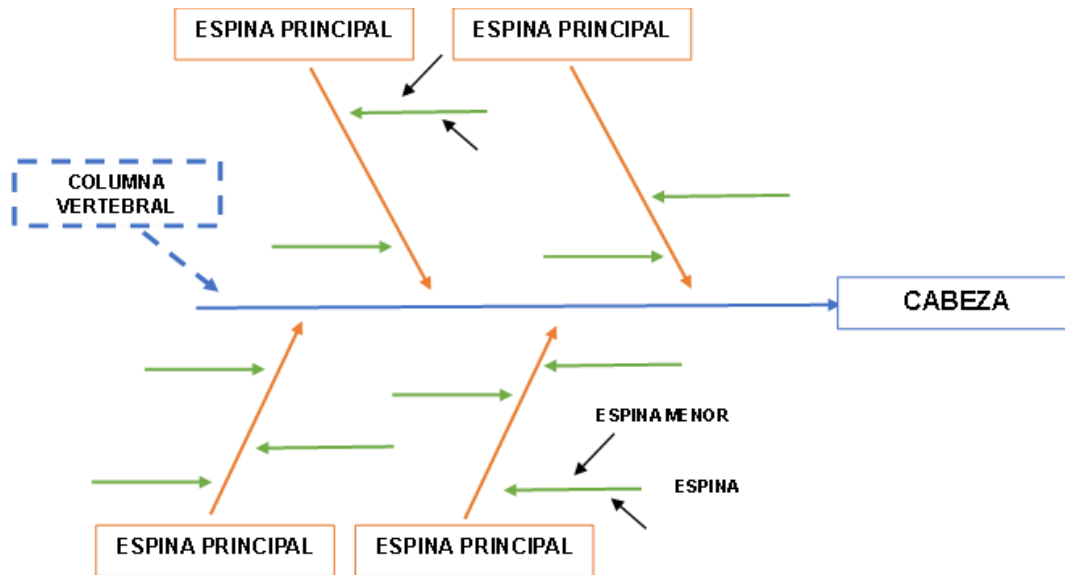 ESPINA PRINCIPAL
ESPINA PRINCIPAL
COLUMNA
VERTEBRAL
CABEZA
ESPINA MENOR
ESPINA
ESPINA PRINCIPAL
ESPINA PRINCIPAL